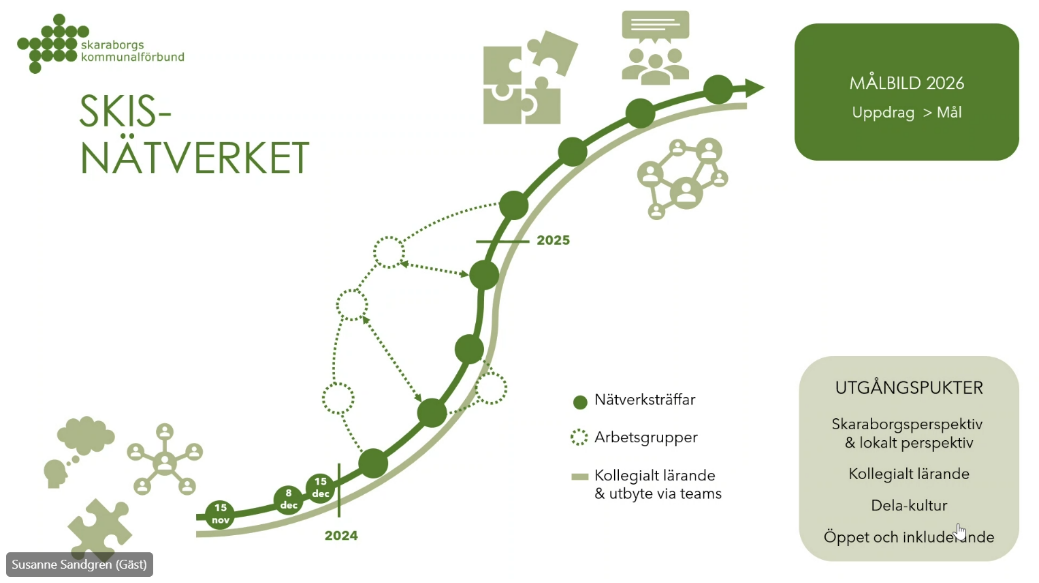 skaraborgs
kommunalförbund
SKIS-
NÄTVERKET
MÅLBILD 2026
Uppdrag > Mål
2025
Nätverksträffar
Arbetsgrupper
Kollegialt lärande
& utbyte via teams
15
nov
8
dec
15
dec
2024
UTGÅNGSPUKTER
Skaraborgsperspektiv
& lokalt perspektiv
Kollegialt lärande
Dela-kultur
Öppet och inkluderande
Susanne Sandgren (Gäst)